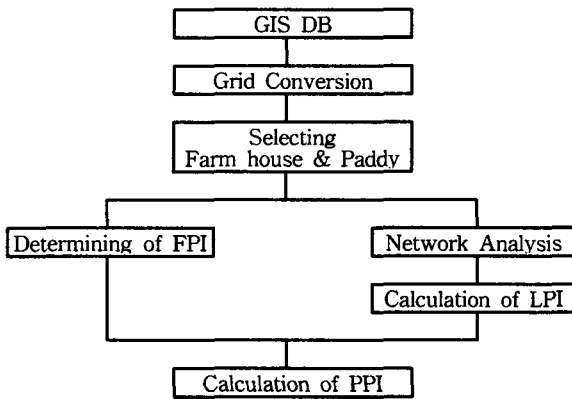 GIS DB
Grid Conversion
Selecting
Farm house & Paddy
Determining of FPI
Network Analysis
Calculation of LPI
Calculation of PPI